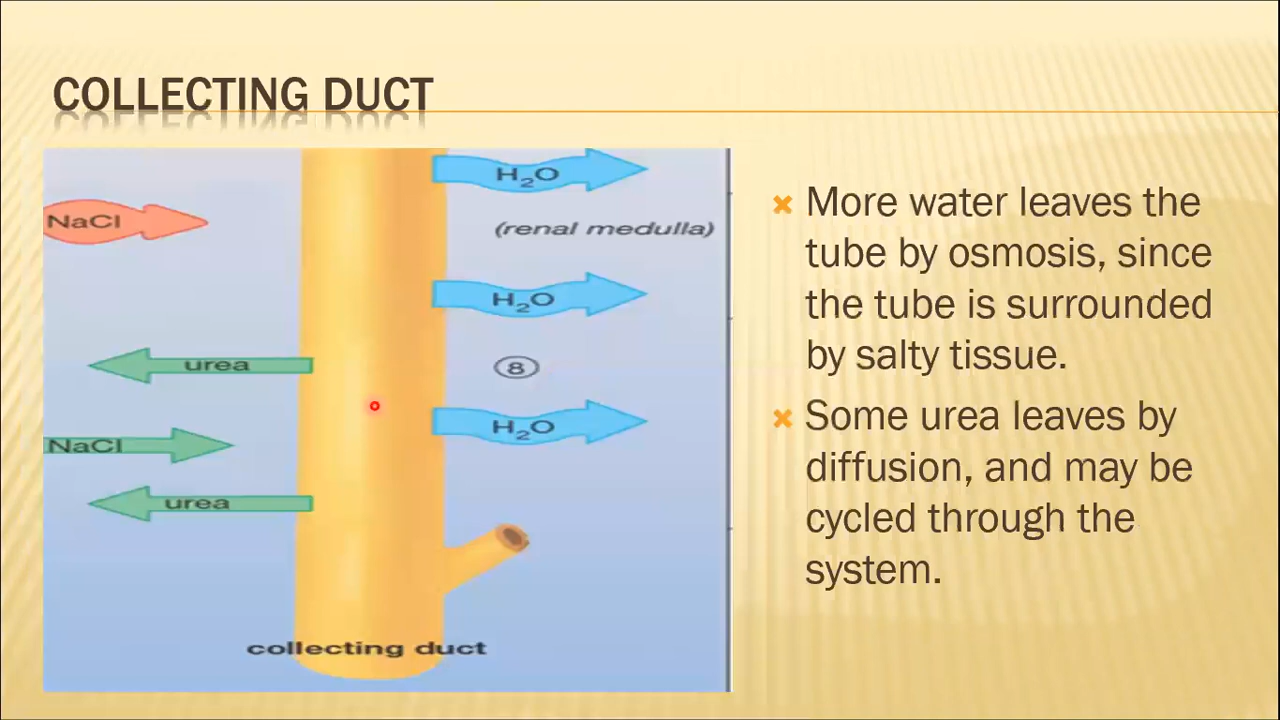 COLLECTING DUCT
H₂O
NaCl
(renal medulla)
H₂O
urea
8
H₂O
NaCl
urea
collecting duct
More water leaves the
tube by osmosis, since
the tube is surrounded
by salty tissue.
Some urea leaves by
diffusion, and may be
cycled through the
system.